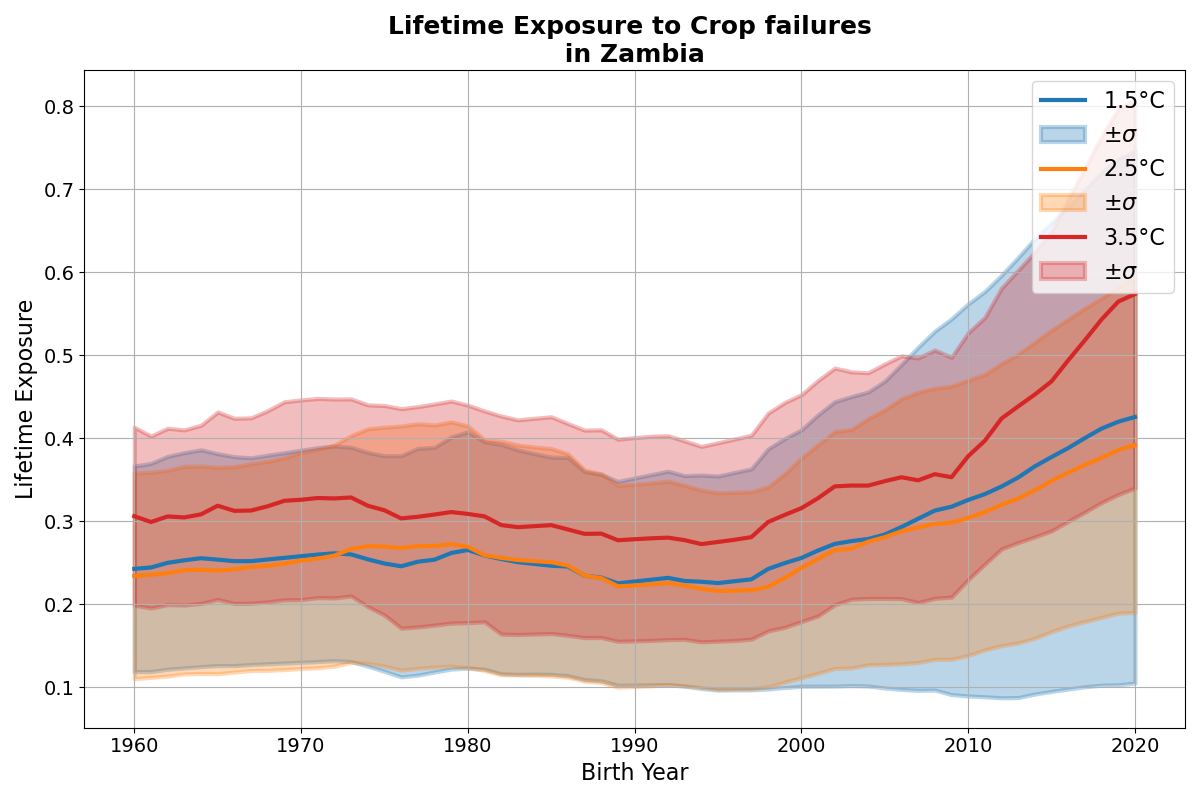 Lifetime Exposure to Crop failures
in Zambia
Lifetime Exposure
0.8
0.7
0.6
0.5
0.4
0.3
0.2
0.1
1960 1970 1980 1990 2000 2010 2020
Birth Year
1.5°C
±σ
2.5°C
±σ
3.5°C
±σ